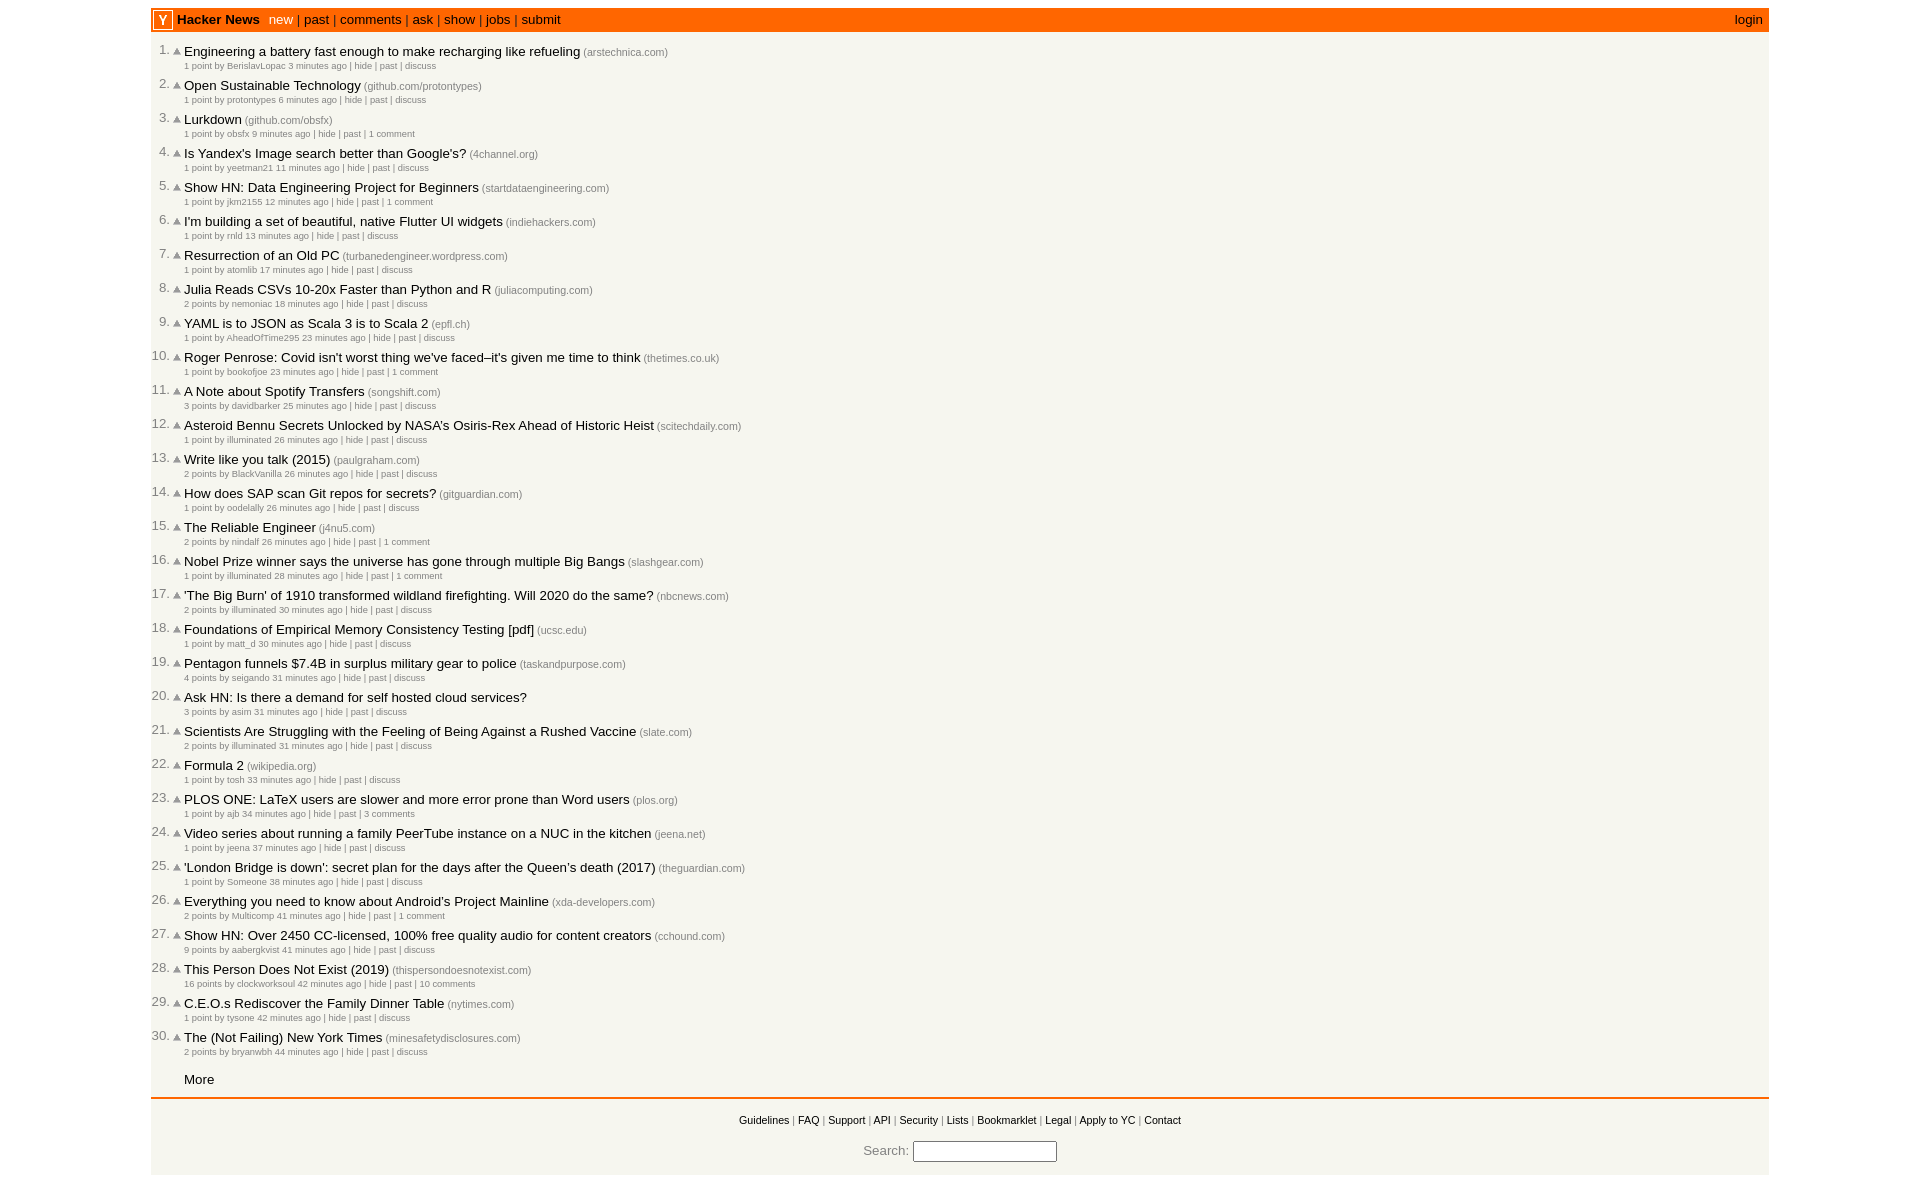 Y Hacker News new | past | comments | ask | show | jobs | submit login
1. Engineering a battery fast enough to make recharging like refueling (arstechnica.com)
1 point by BerislavLopac 3 minutes ago | hide | past | discuss
2. Open Sustainable Technology (github.com/protontypes)
1 point by protontypes 6 minutes ago | hide | past | discuss
3. Lurkdown (github.com/obsfx)
1 point by obsfx 9 minutes ago | hide | past | 1 comment
4. Is Yandex's Image search better than Google's? (4channel.org)
1 point by yeetman21 11 minutes ago | hide | past | discuss
5. Show HN: Data Engineering Project for Beginners (startdataengineering.com)
1 point by jkm2155 12 minutes ago | hide | past | 1 comment
6. I'm building a set of beautiful, native Flutter UI widgets (indiehackers.com)
1 point by rnld 13 minutes ago | hide | past | discuss
7. Resurrection of an Old PC (turbanedengineer.wordpress.com)
1 point by atomlib 17 minutes ago | hide | past | discuss
8. Julia Reads CSVs 10-20x Faster than Python and R (juliacomputing.com)
2 points by nemoniac 18 minutes ago | hide | past | discuss
9. YAML is to JSON as Scala 3 is to Scala 2 (epfl.ch)
1 point by AheadOfTime295 23 minutes ago | hide | past | discuss
10. Roger Penrose: Covid isn't worst thing we've faced–it's given me time to think (thetimes.co.uk)
1 point by bookofjoe 23 minutes ago | hide | past | 1 comment
11. A Note about Spotify Transfers (songshift.com)
3 points by davidbarker 25 minutes ago | hide | past | discuss
12. Asteroid Bennu Secrets Unlocked by NASA's Osiris-Rex Ahead of Historic Heist (scitechdaily.com)
1 point by illuminated 26 minutes ago | hide | past | discuss
13. Write like you talk (2015) (paulgraham.com)
2 points by BlackVanilla 26 minutes ago | hide | past | discuss
14. How does SAP scan Git repos for secrets? (gitguardian.com)
1 point by oodelally 26 minutes ago | hide | past | discuss
15. The Reliable Engineer (j4nu5.com)
2 points by nindalf 26 minutes ago | hide | past | 1 comment
16. Nobel Prize winner says the universe has gone through multiple Big Bangs (slashgear.com)
1 point by illuminated 28 minutes ago | hide | past | 1 comment
17. 'The Big Burn' of 1910 transformed wildland firefighting. Will 2020 do the same? (nbcnews.com)
2 points by illuminated 30 minutes ago | hide | past | discuss
18. Foundations of Empirical Memory Consistency Testing [pdf] (ucsc.edu)
1 point by matt_d 30 minutes ago | hide | past | discuss
19. Pentagon funnels $7.4B in surplus military gear to police (taskandpurpose.com)
4 points by seigando 31 minutes ago | hide | past | discuss
20. Ask HN: Is there a demand for self hosted cloud services?
3 points by asim 31 minutes ago | hide | past | discuss
21. Scientists Are Struggling with the Feeling of Being Against a Rushed Vaccine (slate.com)
2 points by illuminated 31 minutes ago | hide | past | discuss
22. Formula 2 (wikipedia.org)
1 point by tosh 33 minutes ago | hide | past | discuss
23. PLOS ONE: LaTeX users are slower and more error prone than Word users (plos.org)
1 point by ajb 34 minutes ago | hide | past | 3 comments
24. Video series about running a family PeerTube instance on a NUC in the kitchen (jeena.net)
1 point by jeena 37 minutes ago | hide | past | discuss
25. 'London Bridge is down': secret plan for the days after the Queen’s death (2017) (theguardian.com)
1 point by Someone 38 minutes ago | hide | past | discuss
26. Everything you need to know about Android’s Project Mainline (xda-developers.com)
2 points by Multicomp 41 minutes ago | hide | past | 1 comment
27. Show HN: Over 2450 CC-licensed, 100% free quality audio for content creators (cchound.com)
9 points by aabergkvist 41 minutes ago | hide | past | discuss
28. This Person Does Not Exist (2019) (thispersondoesnotexist.com)
16 points by clockworksoul 42 minutes ago | hide | past | 10 comments
29. C.E.O.s Rediscover the Family Dinner Table (nytimes.com)
1 point by tysone 42 minutes ago | hide | past | discuss
30. The (Not Failing) New York Times (minesafetydisclosures.com)
2 points by bryanwbh 44 minutes ago | hide | past | discuss
More
Guidelines | FAQ | Support | API | Security | Lists | Bookmarklet | Legal | Apply to YC | Contact
Search: